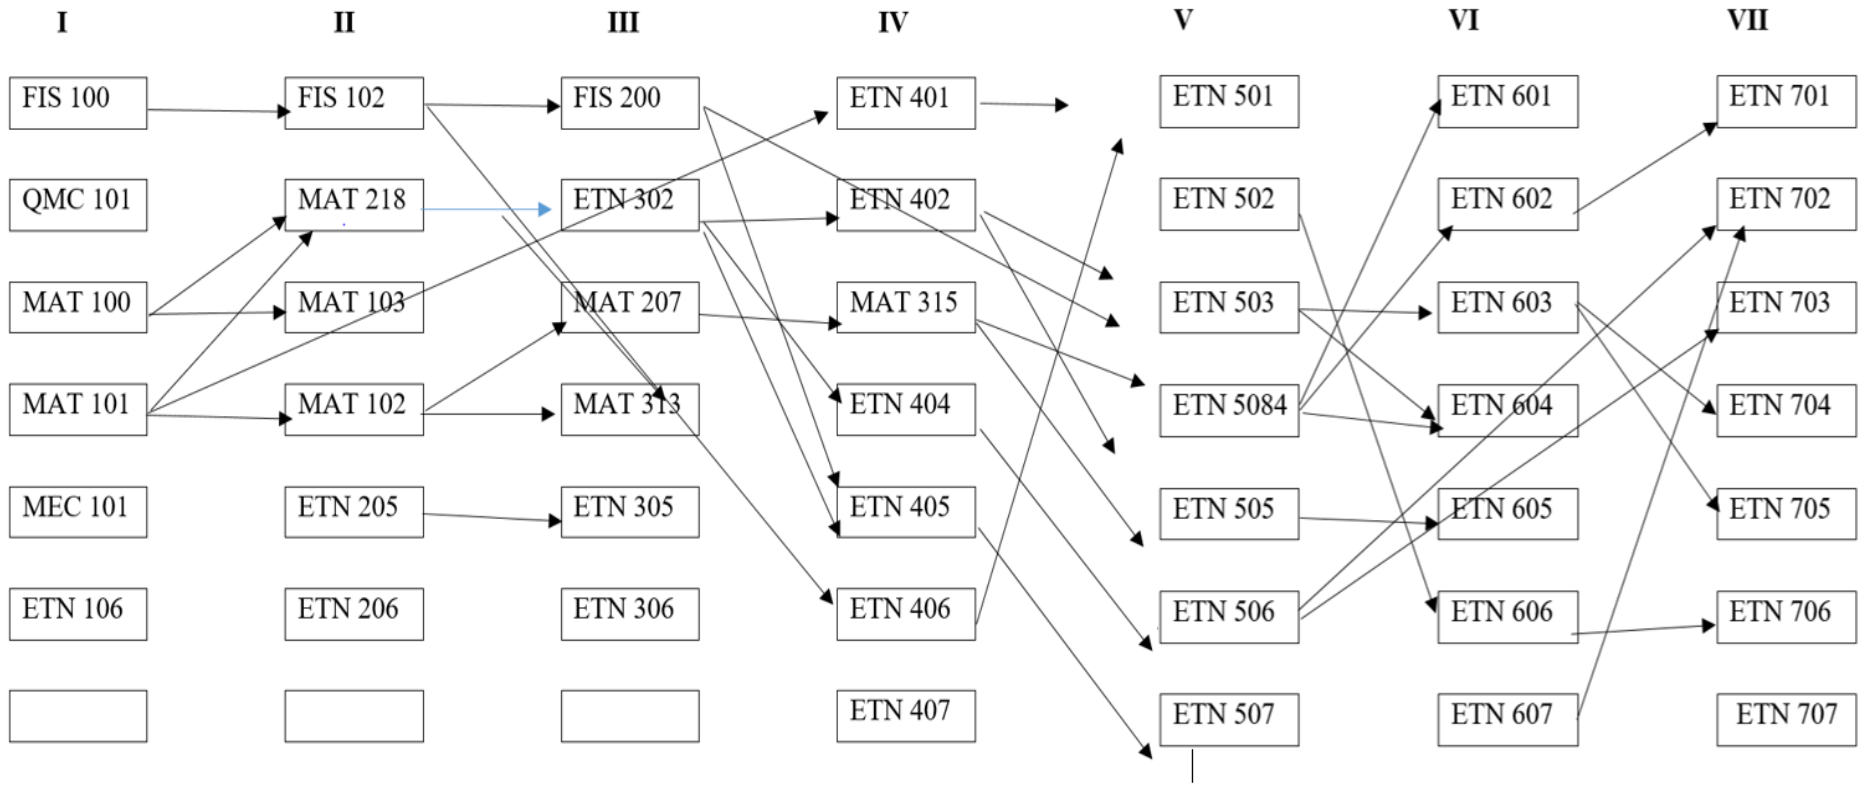 I II III IV V VI VII
FIS 100 FIS 102 FIS 200 ETN 401 ETN 501 ETN 601 ETN 701
QMC 101 MAT 218 ETN 302 ETN 402 ETN 502 ETN 602 ETN 702
MAT 100 MAT 103 MAT 207 MAT 315 ETN 503 ETN 603 ETN 703
MAT 101 MAT 102 MAT 313 ETN 404 ETN 5084 ETN 604 ETN 704
MEC 101 ETN 205 ETN 305 ETN 405 ETN 505 ETN 605 ETN 705
ETN 106 ETN 206 ETN 306 ETN 406 ETN 506 ETN 606 ETN 706
ETN 407 ETN 507 ETN 607 ETN 707